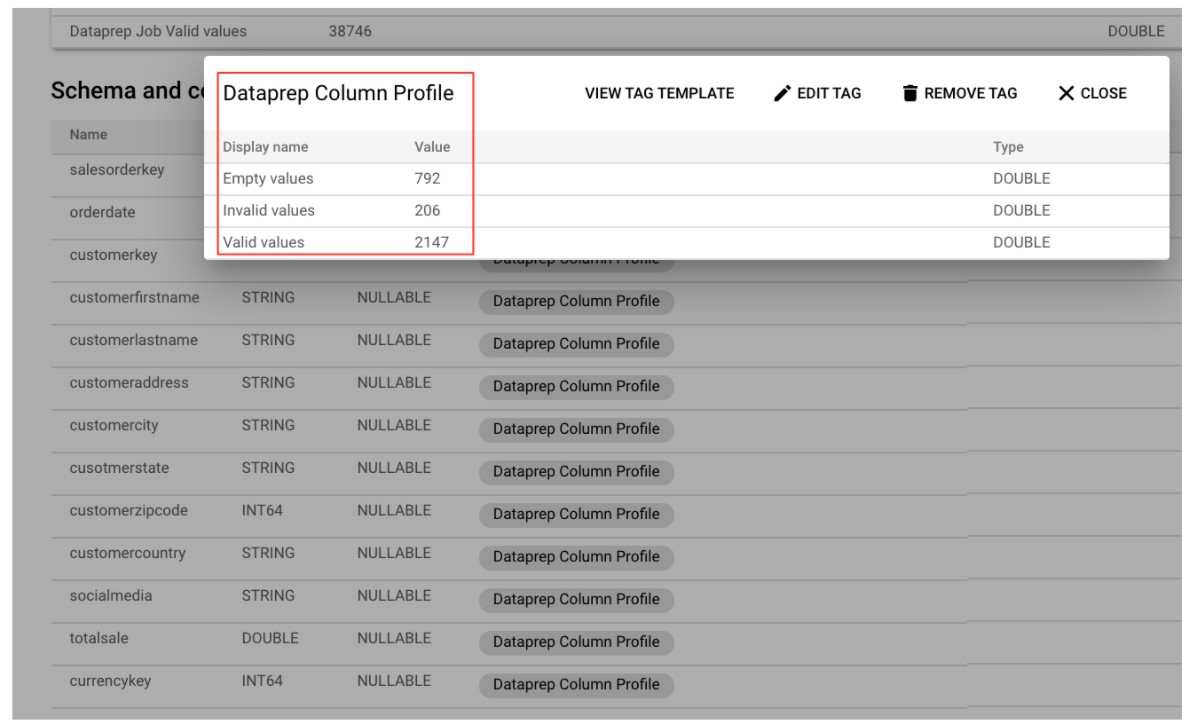 Dataprep Job Valid values 38746 DOUBLE
Schema and co
Dataprep Column Profile VIEW TAG TEMPLATE EDIT TAG REMOVE TAG CLOSE
Name
Display name Value Type
Empty values 792 DOUBLE
Invalid values 206 DOUBLE
Valid values 2147 DOUBLE
salesorderkey
orderdate
customerkey Dataprep Column Profile
customerfirstname STRING NULLABLE Dataprep Column Profile
customerlastname STRING NULLABLE Dataprep Column Profile
customeraddress STRING NULLABLE Dataprep Column Profile
customercity STRING NULLABLE Dataprep Column Profile
cusotmerstate STRING NULLABLE Dataprep Column Profile
customerzipcode INT64 NULLABLE Dataprep Column Profile
customercountry STRING NULLABLE Dataprep Column Profile
socialmedia STRING NULLABLE Dataprep Column Profile
totalsale DOUBLE NULLABLE Dataprep Column Profile
currencykey INT64 NULLABLE Dataprep Column Profile